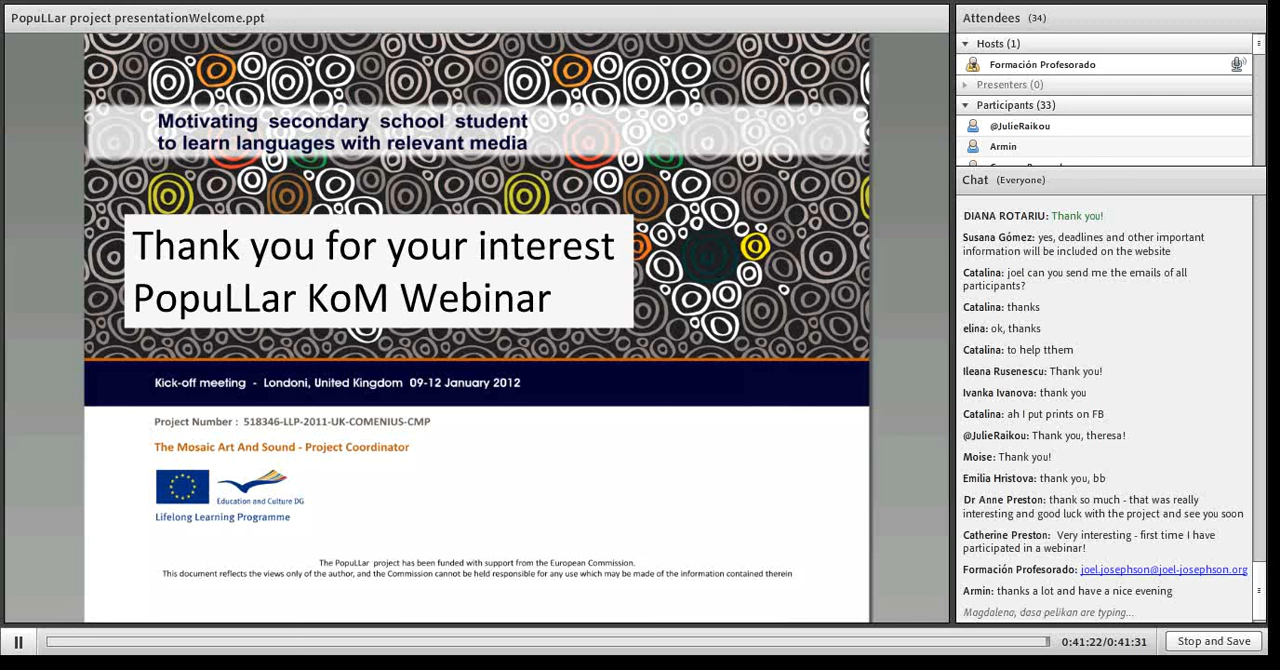 PopuLLar project presentationWelcome.ppt
Motivating secondary school student
to learn languages with relevant media
Thank you for your interest
PopuLLar KoM Webinar
Kick-off meeting - Londoni, United Kingdom 09-12 January 2012
Project Number : 518346-LLP-2011-UK-COMENIUS-CMP
The Mosaic Art And Sound - Project Coordinator
Education and Culture DG
Lifelong Learning Programme
The PopuLLar project has been funded with support from the European Commission.
This document reflects the views only of the author, and the Commission cannot be held responsible for any use which may be made of the information contained therein
Attendees (34)
Hosts (1)
Formación Profesorado
Presenters (0)
Participants (33)
@JulieRaikou
Armin
Chat (Everyone)
DIANA ROTARIU: Thank you!
Susana Gómez: yes, deadlines and other important
information will be included on the website
Catalina: joel can you send me the emails of all
participants?
Catalina: thanks
elina: ok, thanks
Catalina: to help tthem
Ileana Rusenescu: Thank you!
Ivanka Ivanova: thank you
Catalina: ah I put prints on FB
@JulieRaikou: Thank you, theresa!
Moise: Thank you!
Emilia Hristova: thank you, bb
Dr Anne Preston: thank so much - that was really
interesting and good luck with the project and see you soon
Catherine Preston: Very interesting - first time I have
participated in a webinar!
Formación Profesorado: joel.josephson@joel-josephson.org
Armin: thanks a lot and have a nice evening
Magdalena, dasa pelikan are typing...
0:41:22/0:41:31
Stop and Save